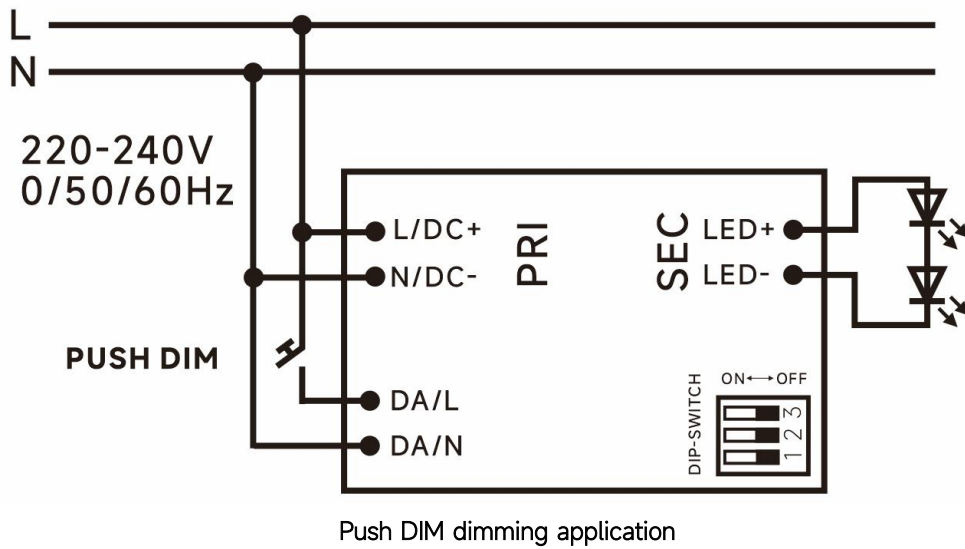 L
N
220-240V
0/50/60Hz
L/DC+
N/DC-
PRI
SEC
LED+
LED-
PUSH DIM
DA/L
DA/N
DIP-SWITCH
ON↔OFF
3
2
1
Push DIM dimming application